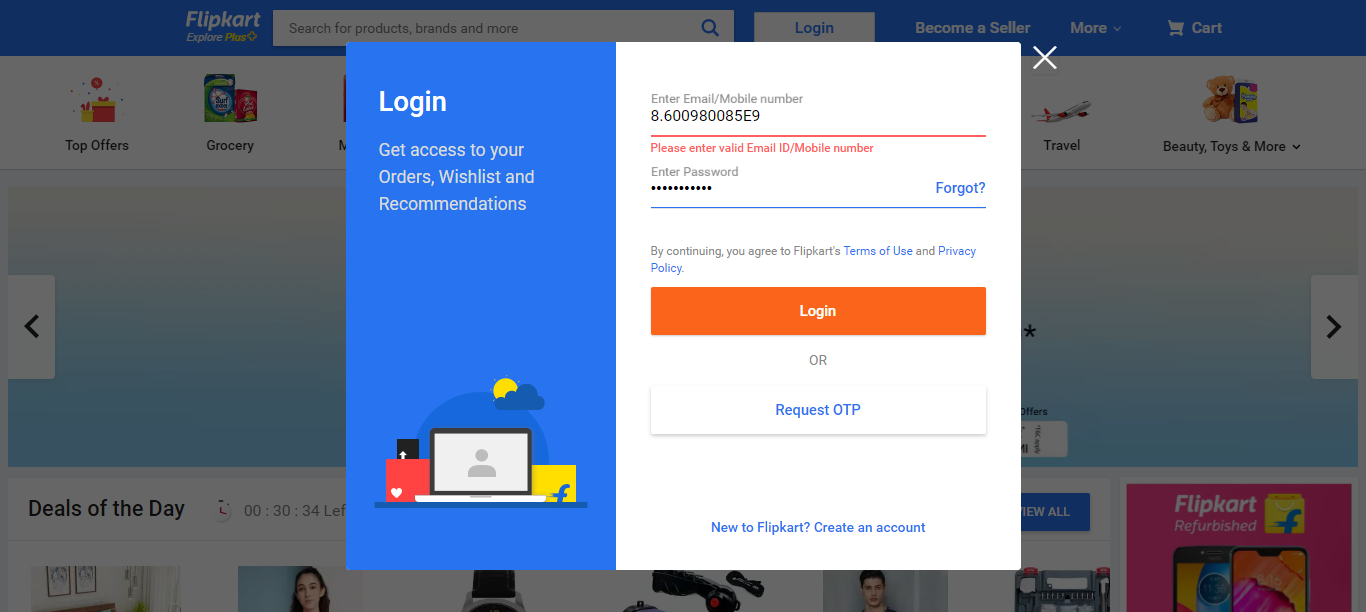 Flipkart
Explore Plus
Search for products, brands and more
Login
Become a Seller
More
Cart
Top Offers
Grocery
M
Travel
Beauty, Toys & More
Login
Get access to your
Orders, Wishlist and
Recommendations
Enter Email/Mobile number
8.600980085E9
Please enter valid Email ID/Mobile number
Enter Password
•••••••••••
Forgot?
By continuing, you agree to Flipkart's Terms of Use and Privacy
Policy.
Login
OR
Request OTP
New to Flipkart? Create an account
*
Offers
T&C Apply
MI
Deals of the Day
00 : 30 : 34 Lef
VIEW ALL
Flipkart
Refurbished